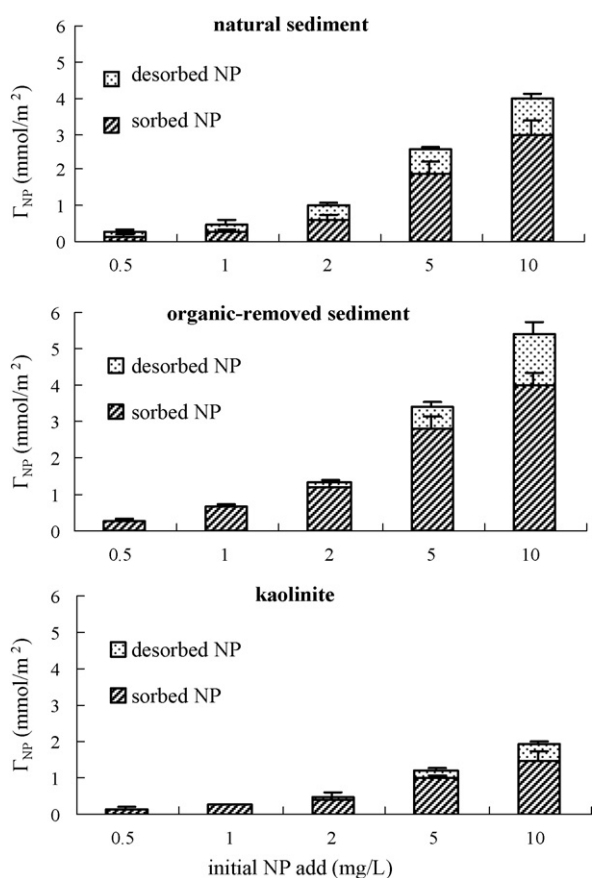 natural sediment
6
5
4
3
2
1
0
desorbed NP
sorbed NP
Γ_NP (mmol/m²)
0.5 1 2 5 10
organic-removed sediment
6
5
4
3
2
1
0
desorbed NP
sorbed NP
Γ_NP (mmol/m²)
0.5 1 2 5 10
kaolinite
6
5
4
3
2
1
0
desorbed NP
sorbed NP
Γ_NP (mmol/m²)
0.5 1 2 5 10
initial NP add (mg/L)